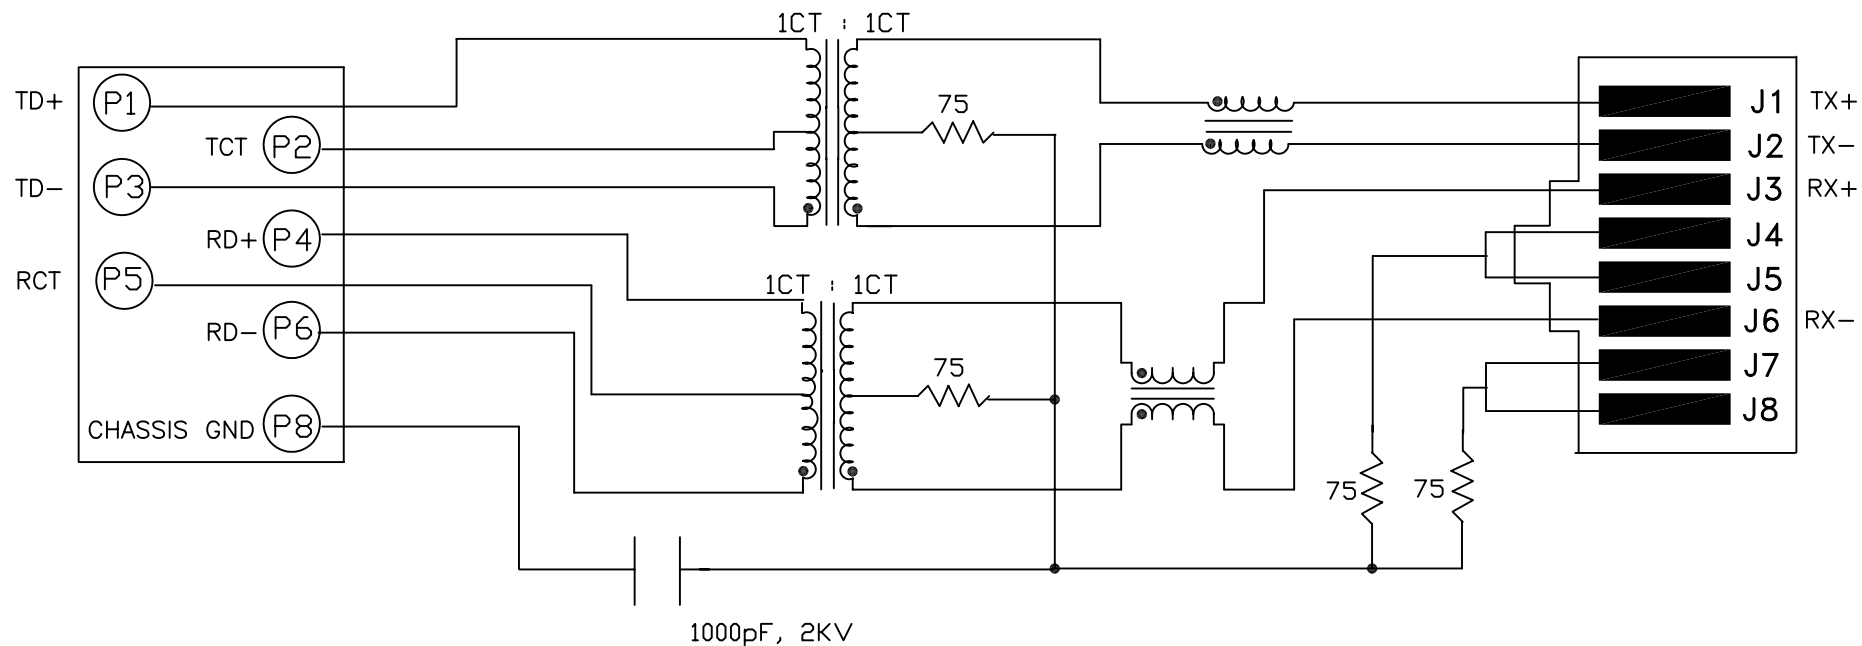 1CT : 1CT
TD+ P1
75
J1 TX+
TCT P2
J2 TX-
TD- P3
J3 RX+
RD+ P4
J4
RCT P5
1CT : 1CT
J5
RD- P6
J6 RX-
75
J7
CHASSIS GND P8
J8
75
75
1000pF, 2KV